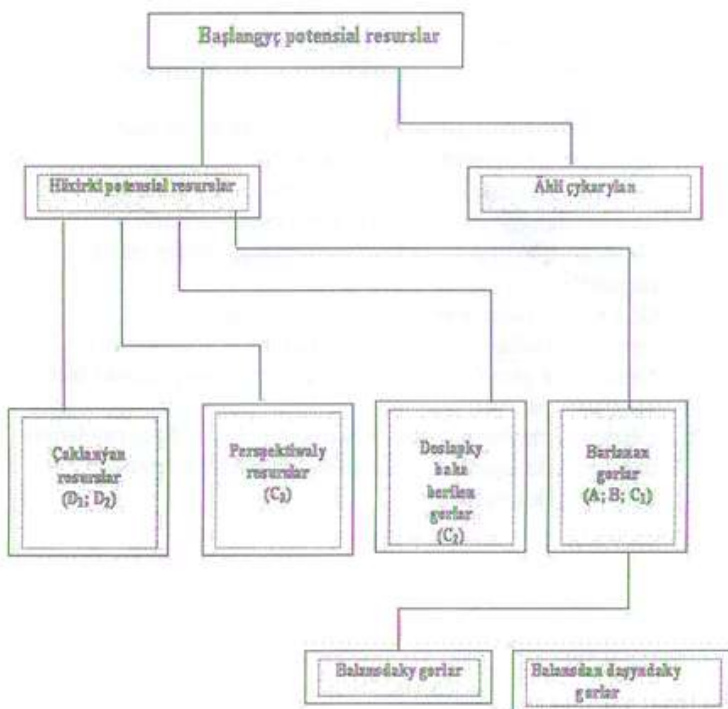 Başlangyç potensial resurslar
Häzirki potensial resurslar
Ähli çykarylan
Çaklanýan
resurslar
(D₁; D₂)
Perspektiwaly
resurslar
(C₃)
Deslapky
baha
berilen
gorlar
(C₂)
Barlanan
gorlar
(A; B; C₁)
Balansdaky gorlar
Balansdan daşyndaky
gorlar